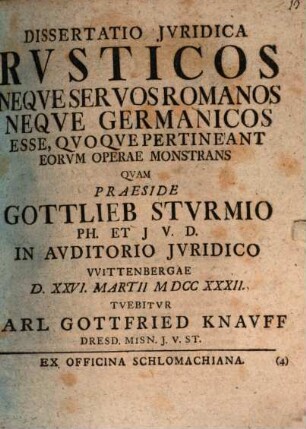 DISSERTATIO JVRIDICA
RVSTICOS
NEQVE SERVOS ROMANOS
NEQVE GERMANICOS
ESSE, QVOQVE PERTINEANT
EORVM OPERAE MONSTRANS
QVAM
PRAESIDE
GOTTLIEB STVRMIO
PH. ET J V. D.
IN AVDITORIO JVRIDICO
VVITTENBERGAE
D. XXVI. MARTII M DCC XXXII.
TVEBITVR
ARL GOTTFRIED KNAVFF
DRESD. MISN. J. V. ST.
EX OFFICINA SCHLOMACHIANA. (4)